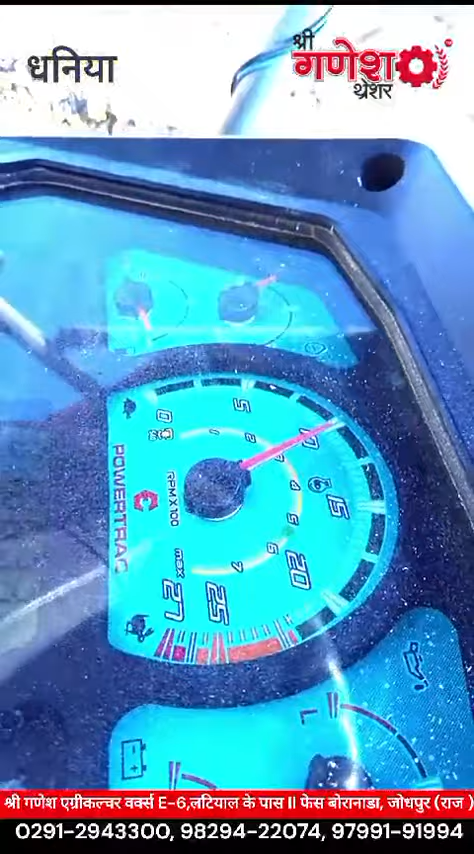 धनिया
श्री
गणेश
थ्रेशर
0
5
10
15
20
25
27
max
1
2
3
4
5
6
7
RPM X 100
POWERTRAC
L
श्री गणेश एग्रीकल्चर वर्क्स E-6,लटियाल के पास II फेस बोरानाडा, जोधपुर (राज )
0291-2943300, 98294-22074, 97991-91994